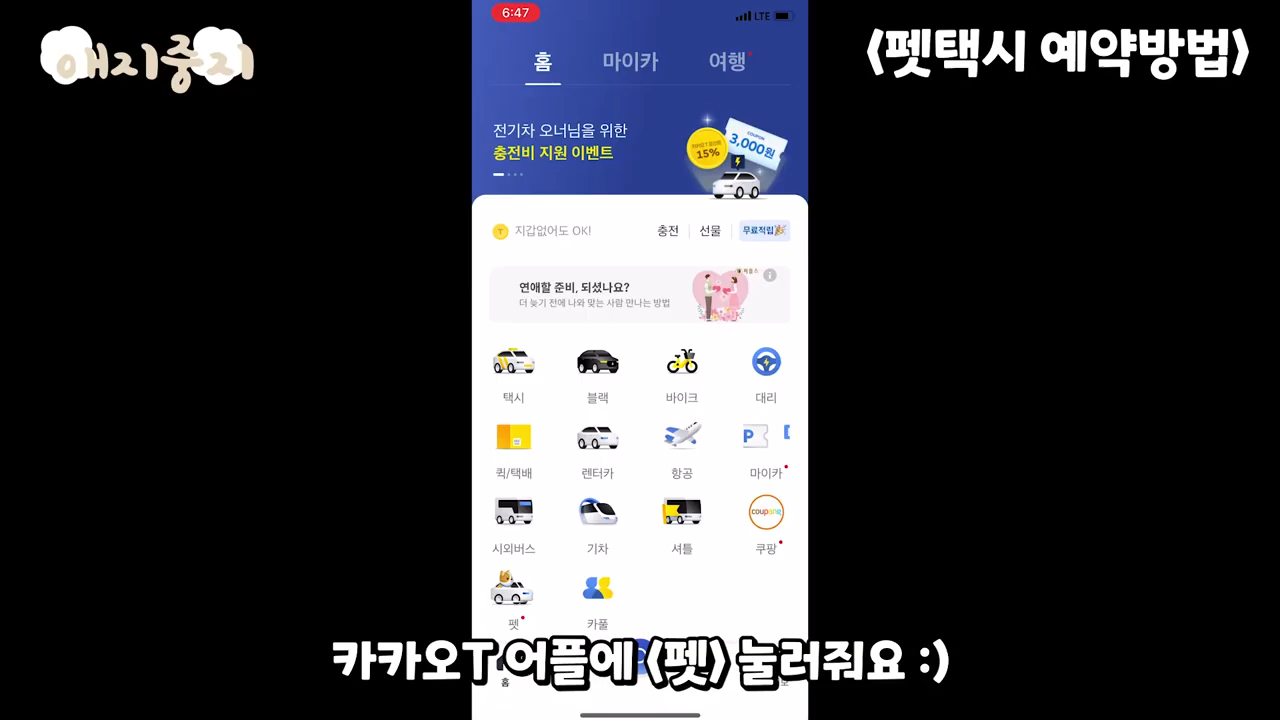 애지중지
<펫택시 예약방법>
6:47
LTE
홈 마이카 여행
전기차 오너님을 위한
충전비 지원 이벤트
COUPON
3,000원
15%
T 지갑없어도 OK!
충전 선물 무료적립
연애할 준비, 되셨나요?
더 늦기 전에 나와 맞는 사람 만나는 방법
택시 블랙 바이크 대리
P
퀵/택배 렌터카 항공 마이카
coupang
시외버스 기차 셔틀 쿠팡
펫 카풀
카카오T 어플에 <펫> 눌러줘요 :)
홈